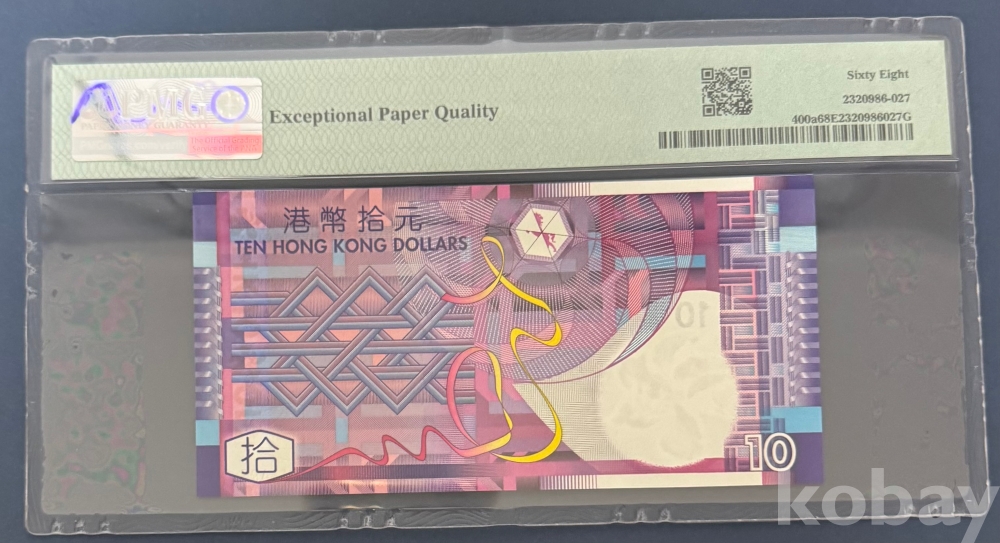 PMG
Exceptional Paper Quality
Sixty Eight
2320986-027
400a68E2320986027G
港幣拾元
TEN HONG KONG DOLLARS
10
拾
10
kobay